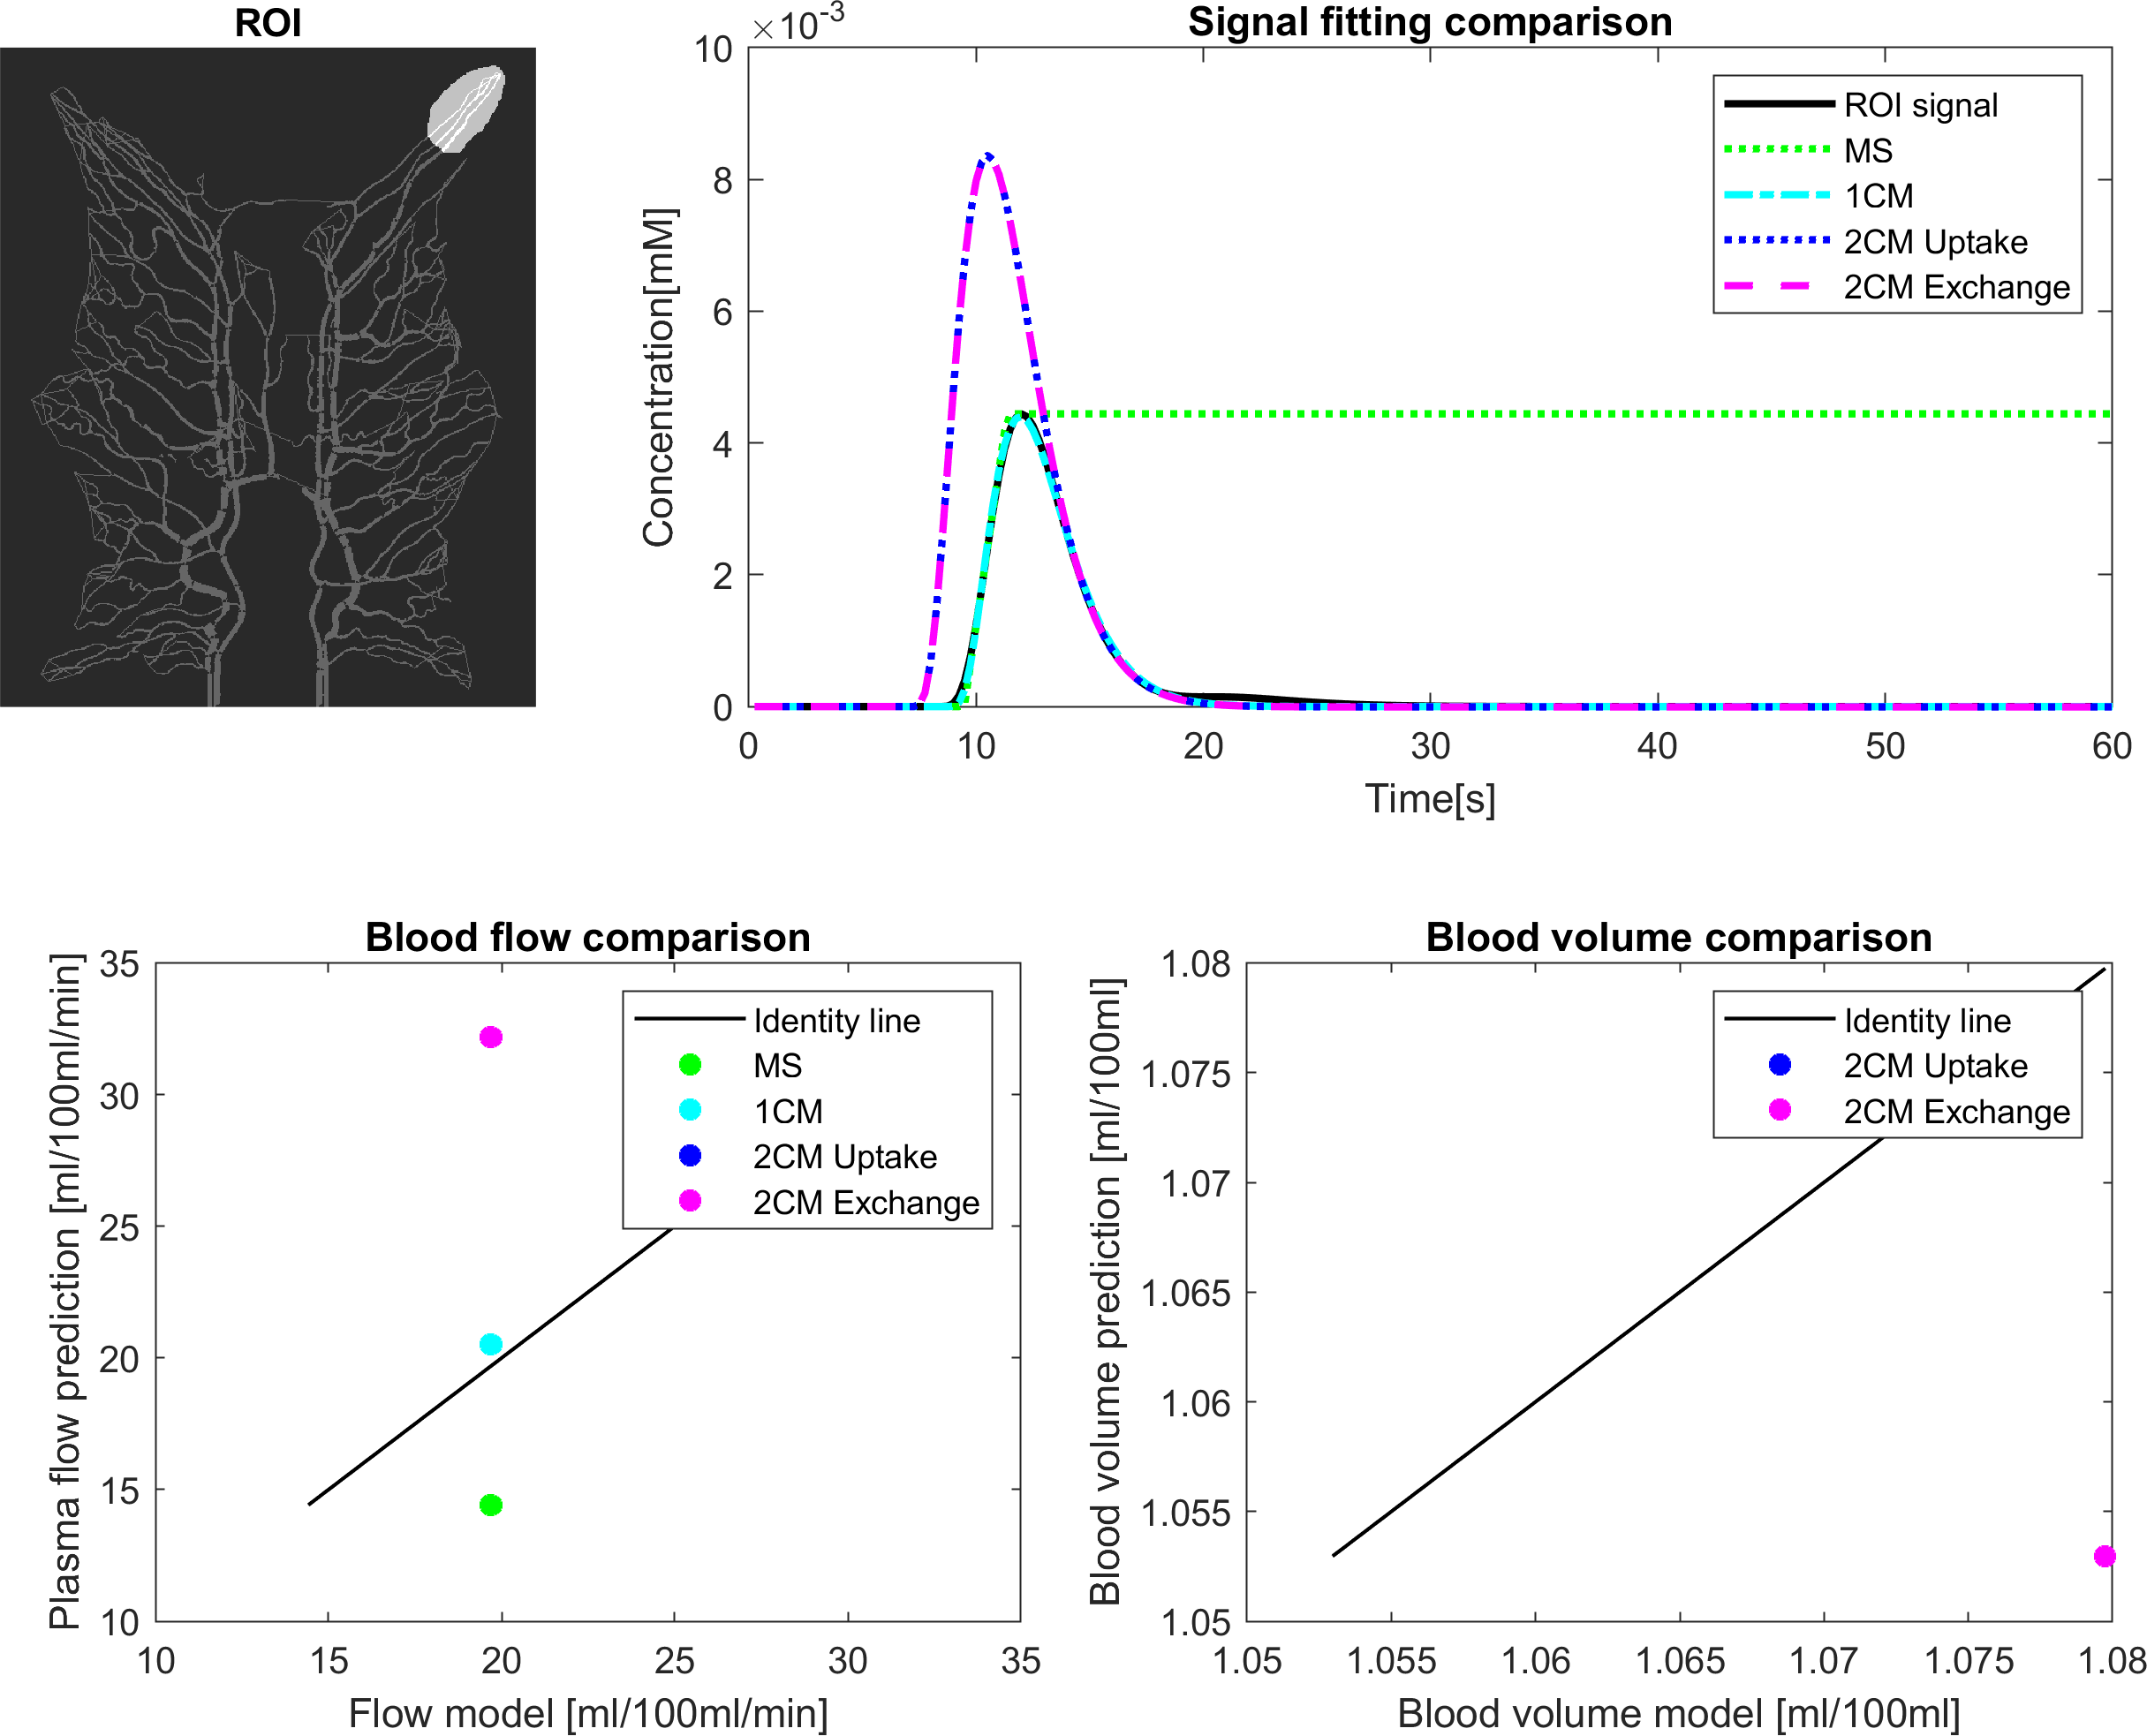 ROI
Signal fitting comparison
×10-3
10
8
6
4
2
0
Concentration[mM]
0 10 20 30 40 50 60
Time[s]
ROI signal
MS
1CM
2CM Uptake
2CM Exchange
Blood flow comparison
35
30
25
20
15
10
Plasma flow prediction [ml/100ml/min]
10 15 20 25 30 35
Flow model [ml/100ml/min]
Identity line
MS
1CM
2CM Uptake
2CM Exchange
Blood volume comparison
1.08
1.075
1.07
1.065
1.06
1.055
1.05
Blood volume prediction [ml/100ml]
1.05 1.055 1.06 1.065 1.07 1.075 1.08
Blood volume model [ml/100ml]
Identity line
2CM Uptake
2CM Exchange